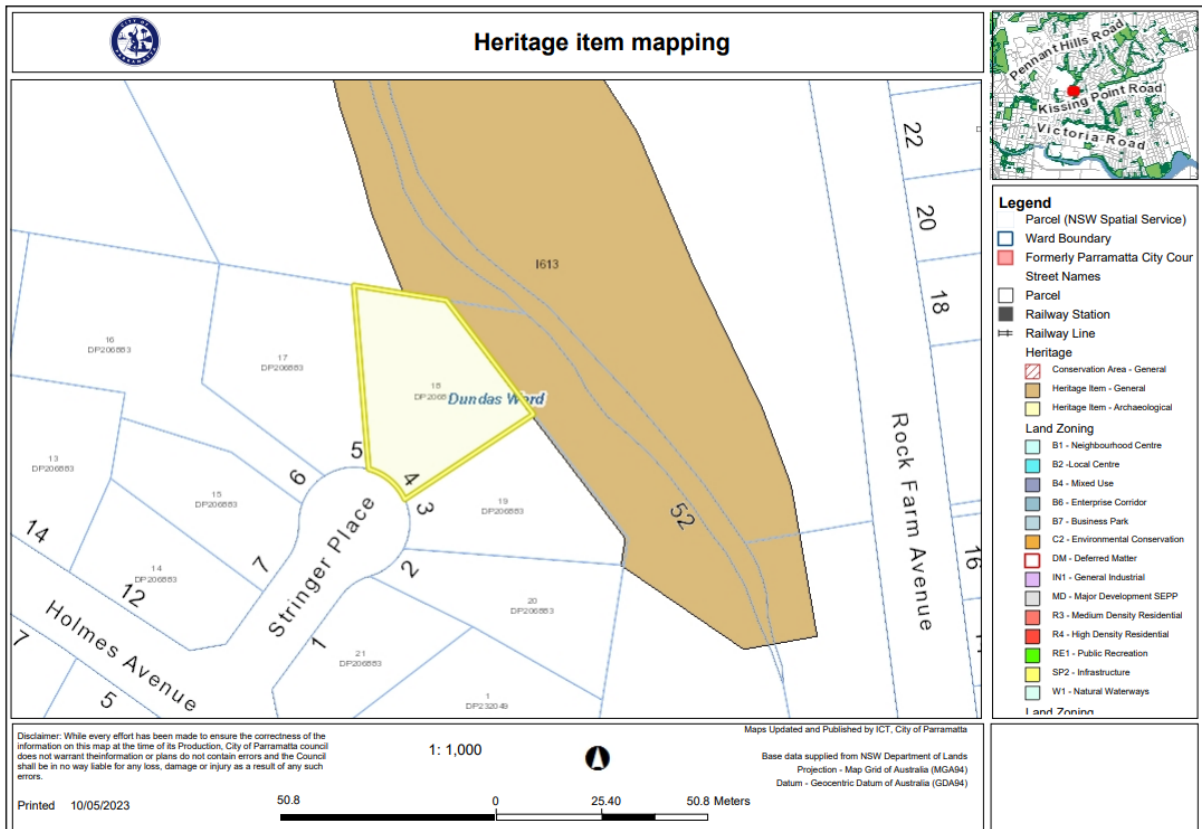 CITY OF
PARRAMATTA
Heritage item mapping
Pennant Hills Road
Kissing Point Road
Victoria Road
22
20
I613
18
16
DP206883
17
DP206883
18
DP2068
Dundas Ward
13
DP206883
15
DP206883
14
DP206883
19
DP206883
20
DP206883
21
DP206883
1
DP232049
5
4
3
6
7
2
1
14
12
7
5
52
16
Stringer Place
Holmes Avenue
Rock Farm Avenue
Legend
Parcel (NSW Spatial Service)
Ward Boundary
Formerly Parramatta City Cour
Street Names
Parcel
Railway Station
Railway Line
Heritage
Conservation Area - General
Heritage Item - General
Heritage Item - Archaeological
Land Zoning
B1 - Neighbourhood Centre
B2 -Local Centre
B4 - Mixed Use
B6 - Enterprise Corridor
B7 - Business Park
C2 - Environmental Conservation
DM - Deferred Matter
IN1 - General Industrial
MD - Major Development SEPP
R3 - Medium Density Residential
R4 - High Density Residential
RE1 - Public Recreation
SP2 - Infrastructure
W1 - Natural Waterways
Land Zoning
Disclaimer: While every effort has been made to ensure the correctness of the
information on this map at the time of its Production, City of Parramatta council
does not warrant theinformation or plans do not contain errors and the Council
shall be in no way liable for any loss, damage or injury as a result of any such
errors.
Printed 10/05/2023
1: 1,000
50.8 0 25.40 50.8 Meters
Maps Updated and Published by ICT, City of Parramatta
Base data supplied from NSW Department of Lands
Projection - Map Grid of Australia (MGA94)
Datum - Geocentric Datum of Australia (GDA94)